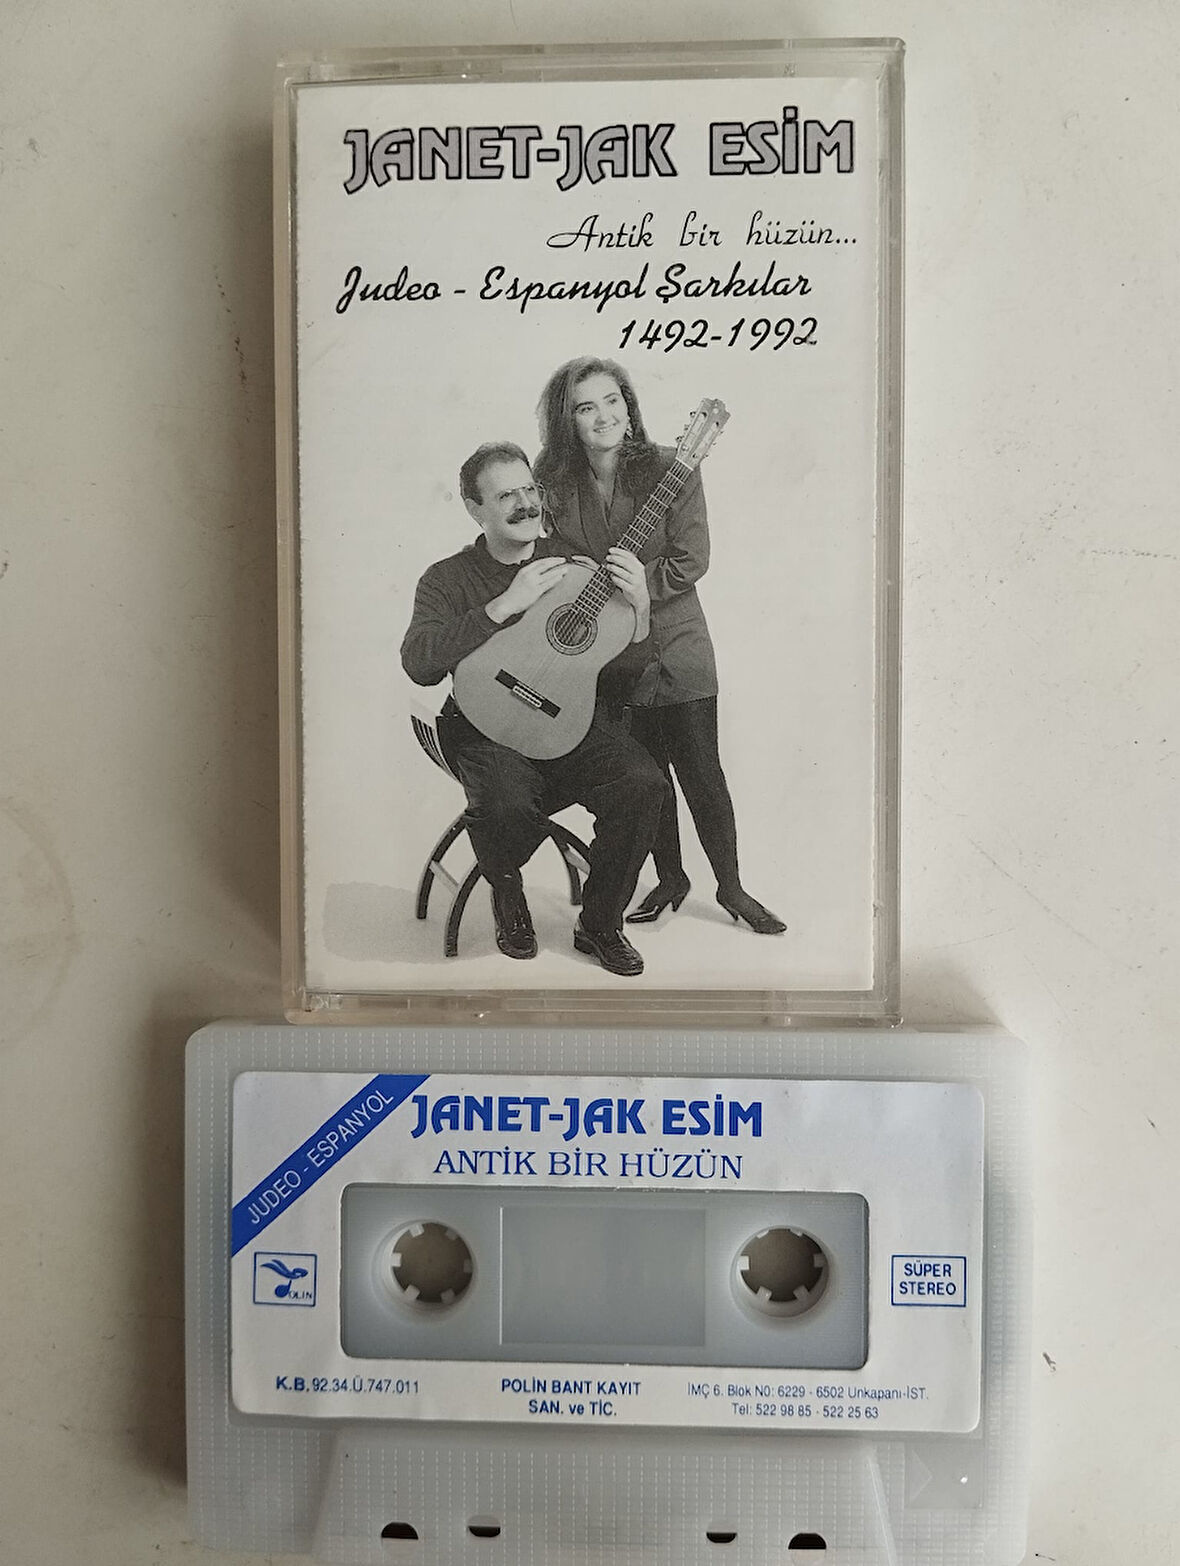 JANET-JAK ESİM
Antik bir hüzün...
Judeo - Espanyol Şarkılar
1492-1992
JUDEO - ESPANYOL
JANET-JAK ESİM
ANTİK BİR HÜZÜN
OLİN
SÜPER
STEREO
K.B. 92.34.Ü.747.011
POLİN BANT KAYIT
SAN. ve TİC.
İMÇ 6. Blok NO: 6229 - 6502 Unkapanı-İST.
Tel: 522 98 85 - 522 25 63